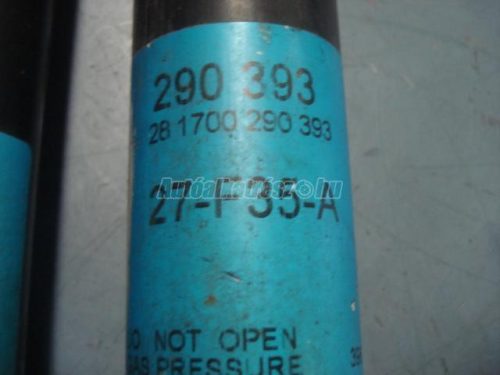 290 393
28 1700 290 393
27-F35-A
DO NOT OPEN
GAS PRESSURE